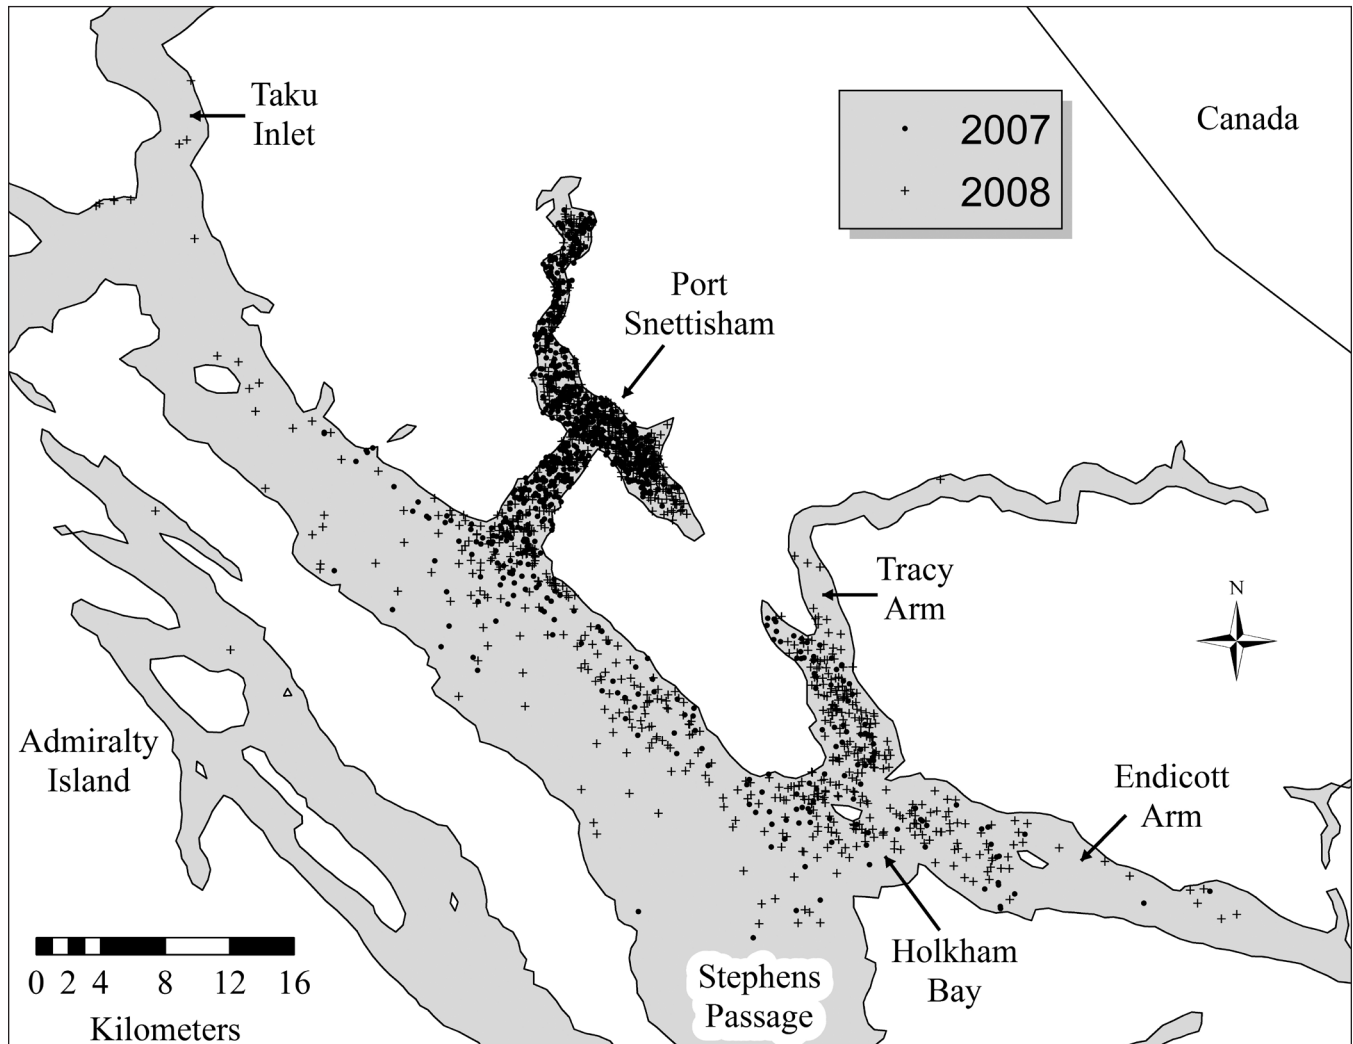 Taku
Inlet
2007
2008
Canada
Port
Snettisham
Tracy
Arm
N
Admiralty
Island
Endicott
Arm
Holkham
Bay
Stephens
Passage
0 2 4 8 12 16
Kilometers